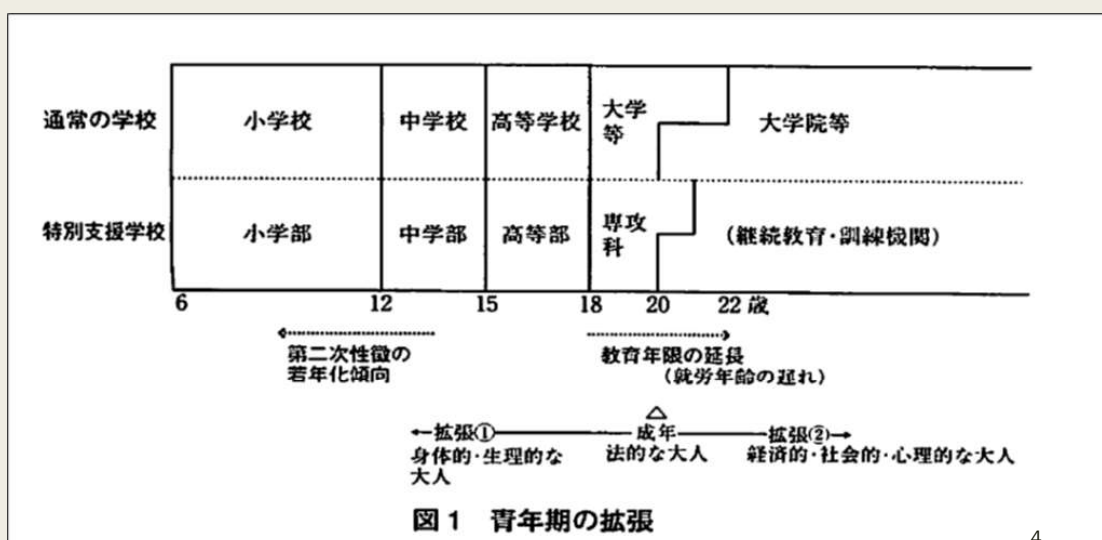 通常の学校
小学校
中学校
高等学校
大学
等
大学院等
特別支援学校
小学部
中学部
高等部
専攻
科
(継続教育・訓練機関)
6 12 15 18 20 22 歳
第二次性徴の
若年化傾向
教育年限の延長
(就労年齢の遅れ)
←拡張① 成年 拡張②→
身体的・生理的な
大人
法的な大人
経済的・社会的・心理的な大人
図1 青年期の拡張
4